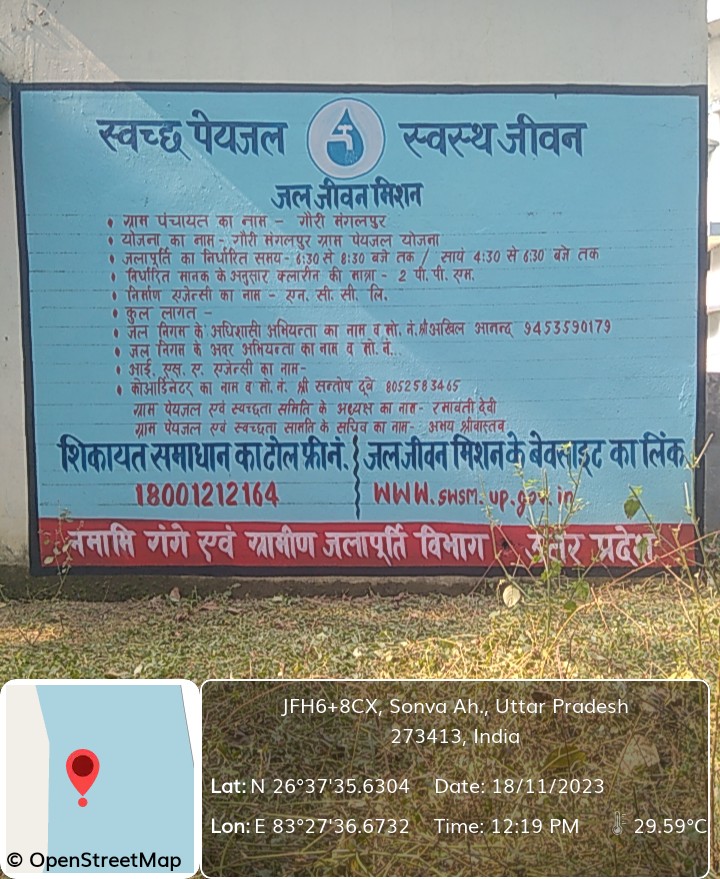 स्वच्छ पेयजल स्वस्थ जीवन
जल जीवन मिशन
• ग्राम पंचायत का नाम - गौरी मंगलपुर
• योजना का नाम - गौरी मंगलपुर ग्राम पेयजल योजना
• जलापूर्ति का निर्धारित समय - 6:30 से 8:30 बजे तक / सायं 4:30 से 6:30 बजे तक
• निर्धारित मानक के अनुसार क्लोरीन की मात्रा - 2 पी. पी. एम.
• निर्माण एजेन्सी का नाम - एन. सी. सी. लि.
• कुल लागत -
• जल निगम के अधिशासी अभियन्ता का नाम व मो. नं. श्री अखिल आनन्द 9453590179
• जल निगम के अवर अभियन्ता का नाम व मो. नं..
• आई. एस. ए. एजेन्सी का नाम-
• कोआर्डिनेटर का नाम व मो. नं. श्री सन्तोष दूबे 8052583465
ग्राम पेयजल एवं स्वच्छता समिति के अध्यक्ष का नाम - रमावती देवी
ग्राम पेयजल एवं स्वच्छता समिति के सचिव का नाम - अभय श्रीवास्तव
शिकायत समाधान का टोल फ्री नं. जल जीवन मिशन के बेवसाइट का लिंक
18001212164 WWW.swsm.up.gov.in
नमामि गंगे एवं ग्रामीण जलापूर्ति विभाग - उत्तर प्रदेश
JFH6+8CX, Sonva Ah., Uttar Pradesh
273413, India
Lat: N 26°37'35.6304 Date: 18/11/2023
Lon: E 83°27'36.6732 Time: 12:19 PM 29.59°C
© OpenStreetMap